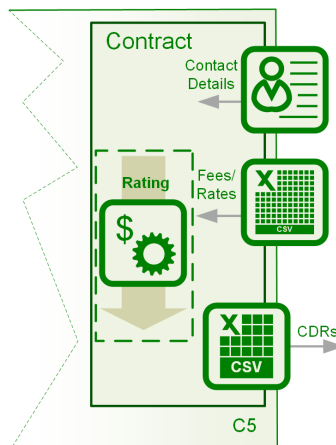 Contract
Contact
Details
Fees/
Rates
Rating
X
CSV
$
X
CSV
CDRs
C5